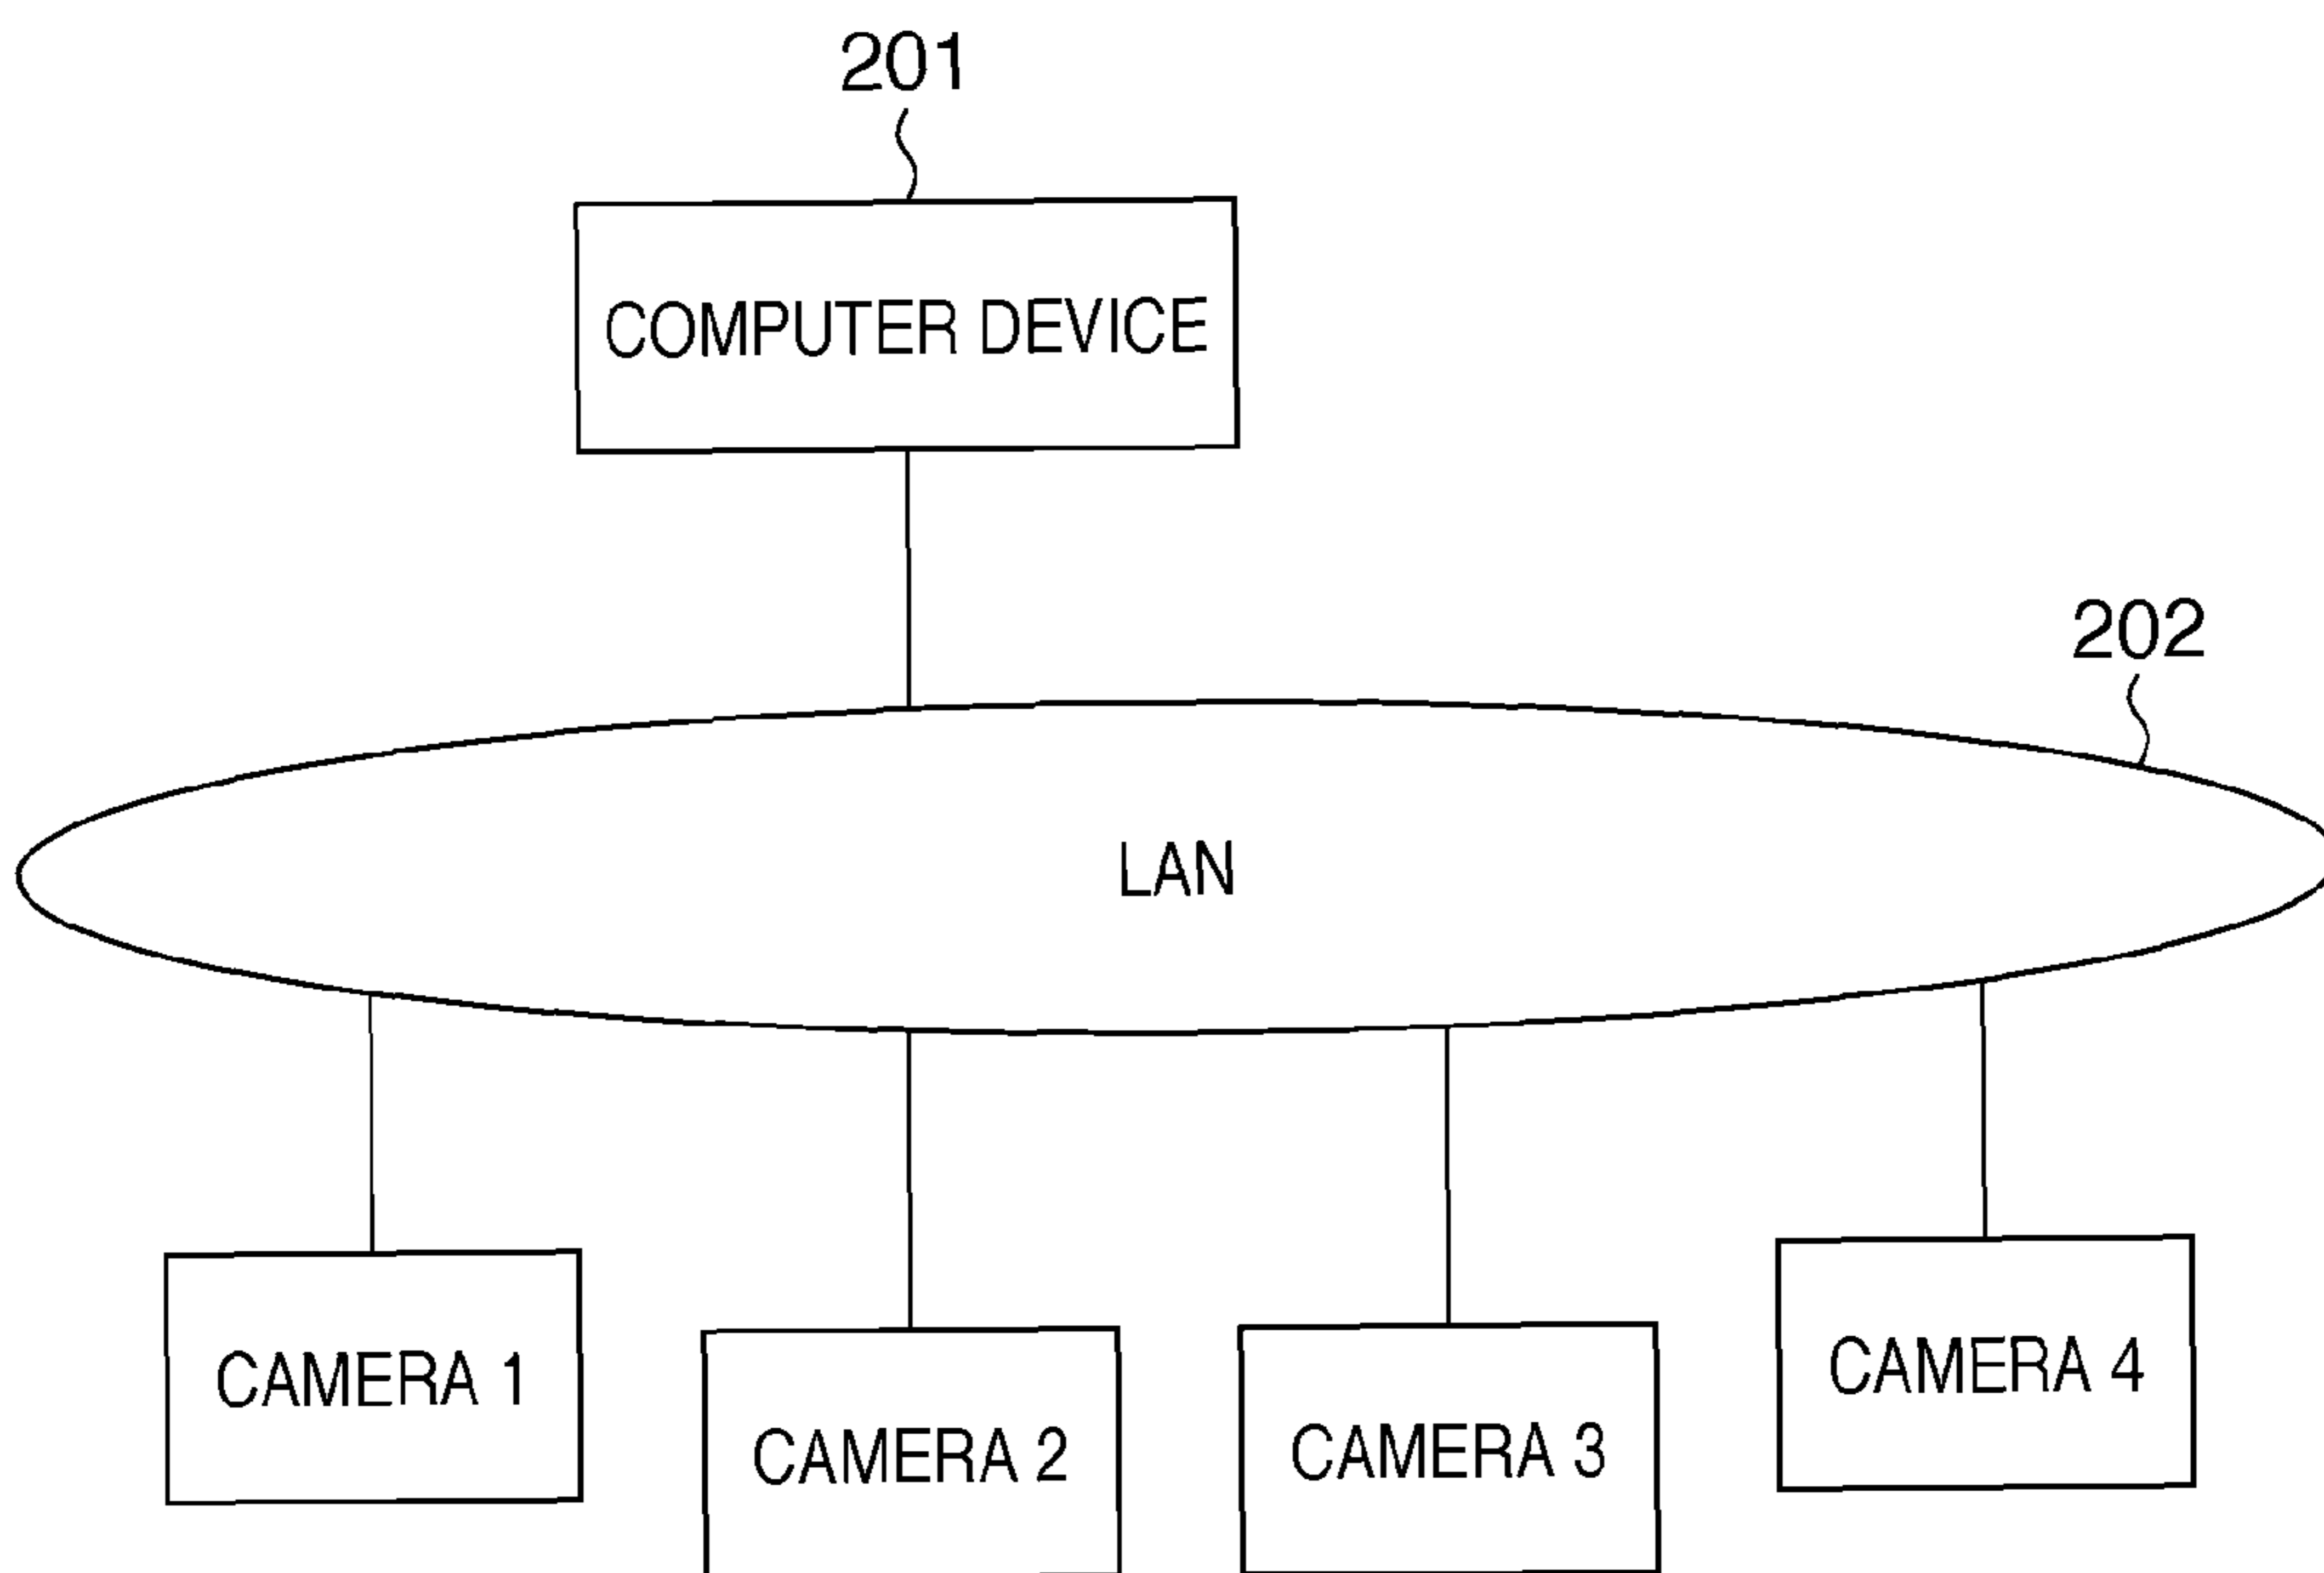 201
COMPUTER DEVICE
202
LAN
CAMERA 1
CAMERA 2
CAMERA 3
CAMERA 4